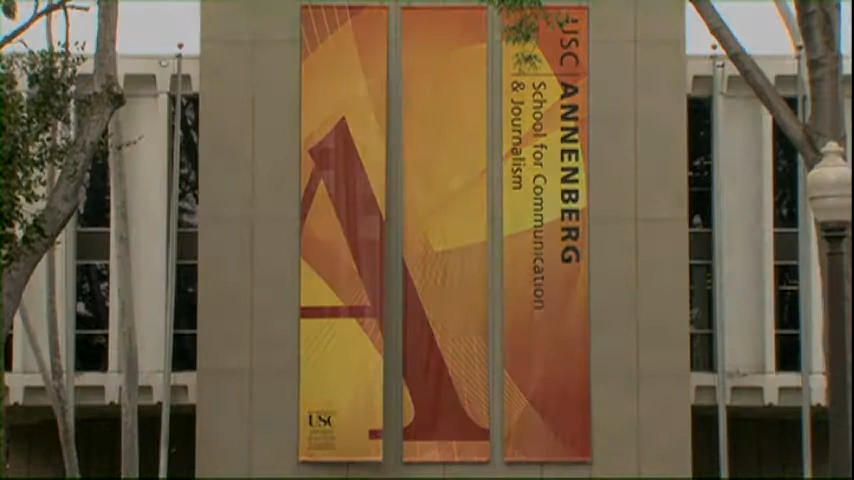 USC ANNENBERG
School for Communication
& Journalism
USC